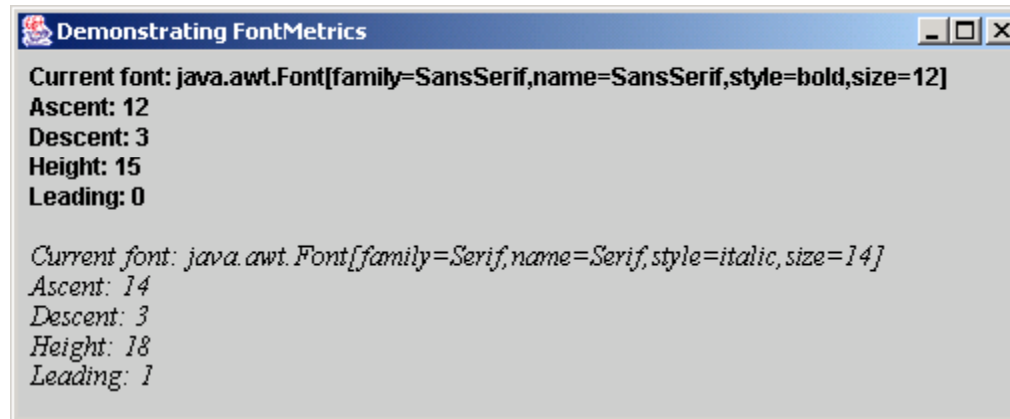 Demonstrating FontMetrics
Current font: java.awt.Font[family=SansSerif,name=SansSerif,style=bold,size=12]
Ascent: 12
Descent: 3
Height: 15
Leading: 0
Current font: java.awt.Font[family=Serif,name=Serif,style=italic,size=14]
Ascent: 14
Descent: 3
Height: 18
Leading: 1